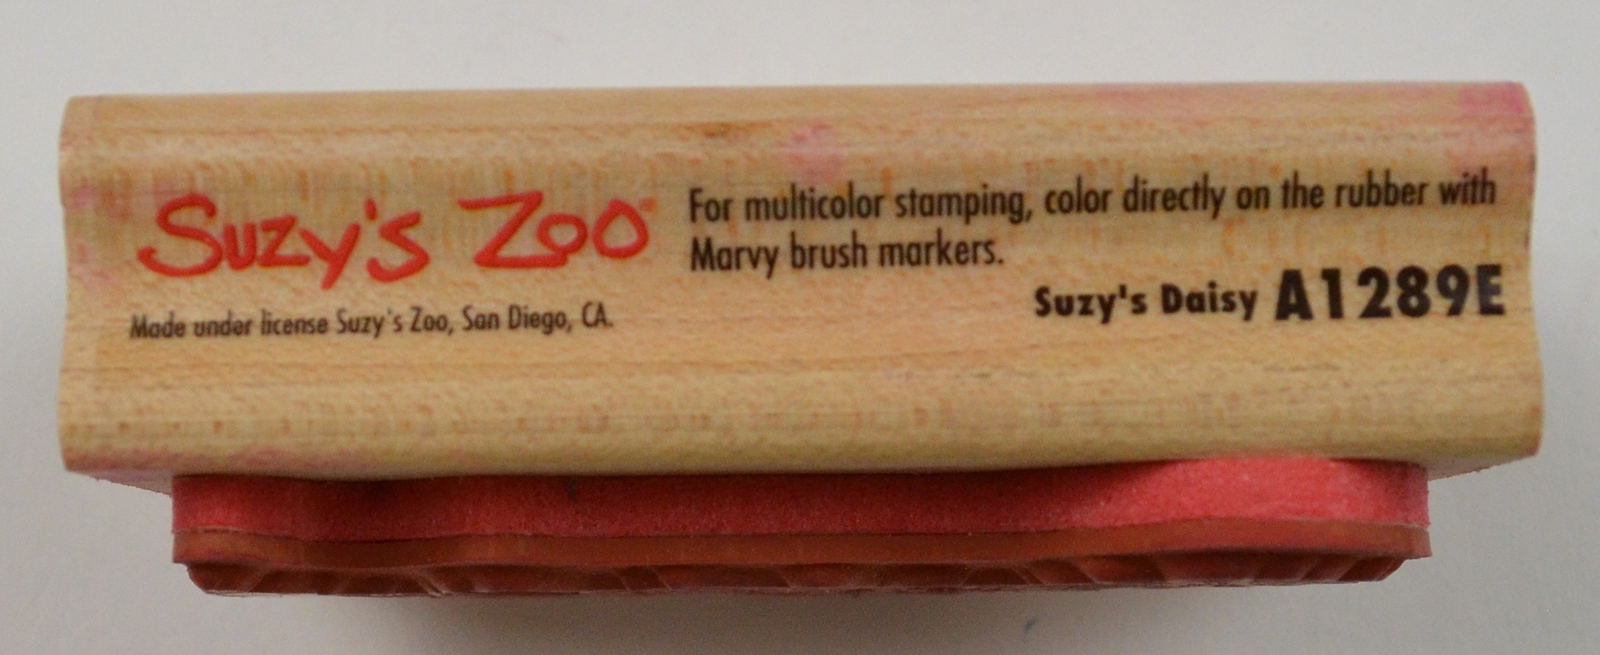 Suzy's Zoo
Made under license Suzy's Zoo, San Diego, CA.
For multicolor stamping, color directly on the rubber with
Marvy brush markers.
Suzy's Daisy A1289E